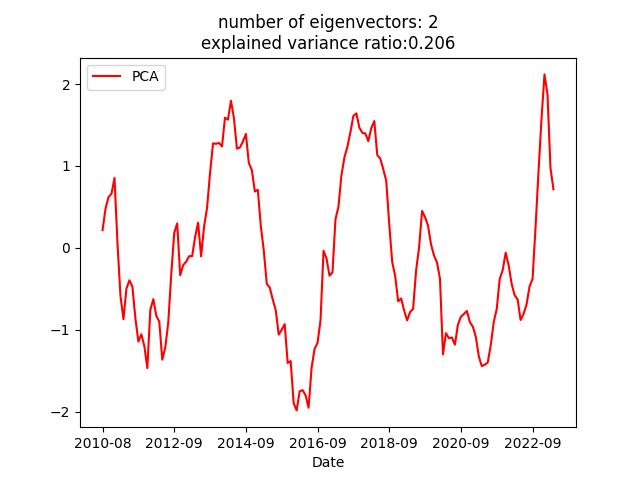 number of eigenvectors: 2
explained variance ratio:0.206
PCA
2
1
0
−1
−2
2010-08 2012-09 2014-09 2016-09 2018-09 2020-09 2022-09
Date